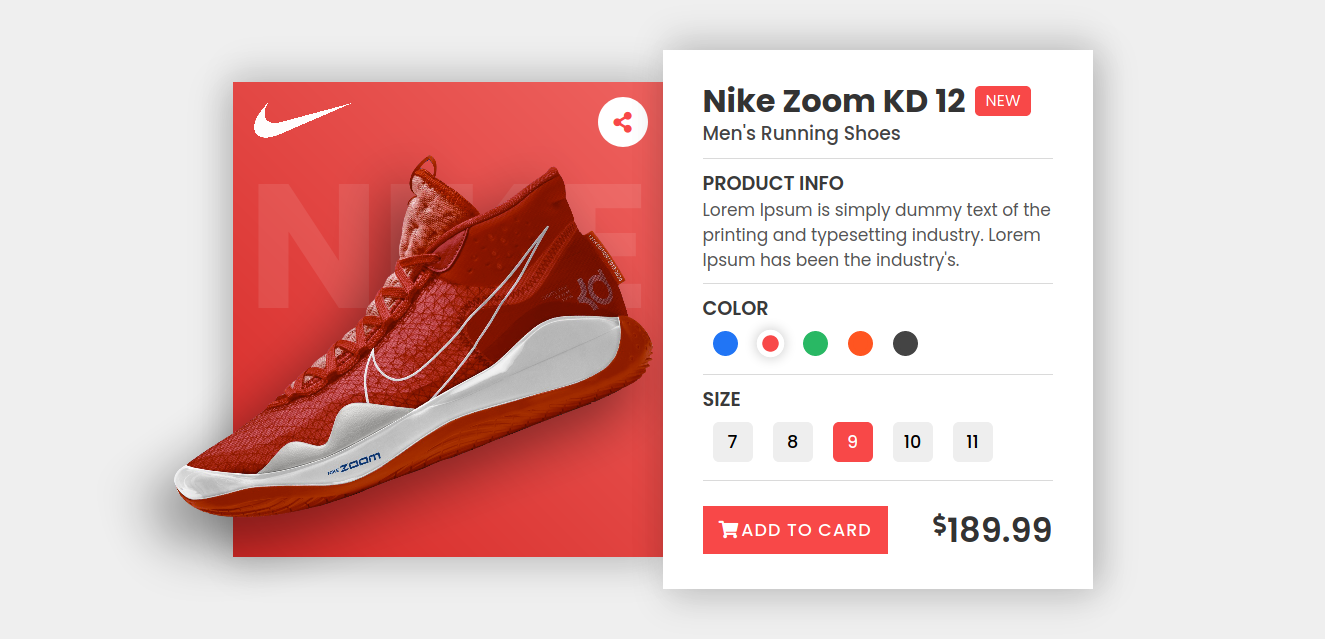 NIKE
NIKE ZOOM
Nike Zoom KD 12 NEW
Men's Running Shoes
PRODUCT INFO
Lorem Ipsum is simply dummy text of the
printing and typesetting industry. Lorem
Ipsum has been the industry's.
COLOR
SIZE
7 8 9 10 11
ADD TO CARD $189.99